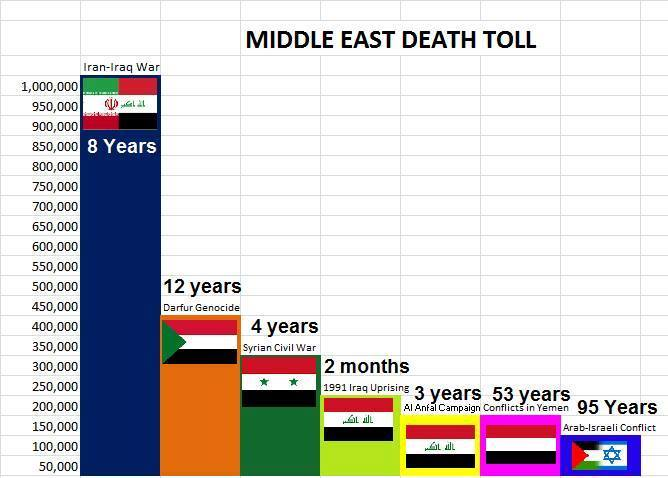 MIDDLE EAST DEATH TOLL
Iran-Iraq War
1,000,000
950,000
900,000
850,000
800,000
750,000
700,000
650,000
600,000
550,000
500,000
450,000
400,000
350,000
300,000
250,000
200,000
150,000
100,000
50,000
8 Years
12 years
Darfur Genocide
4 years
Syrian Civil War
2 months
1991 Iraq Uprising
3 years
Al Anfal Campaign
53 years
Conflicts in Yemen
95 Years
Arab-Israeli Conflict